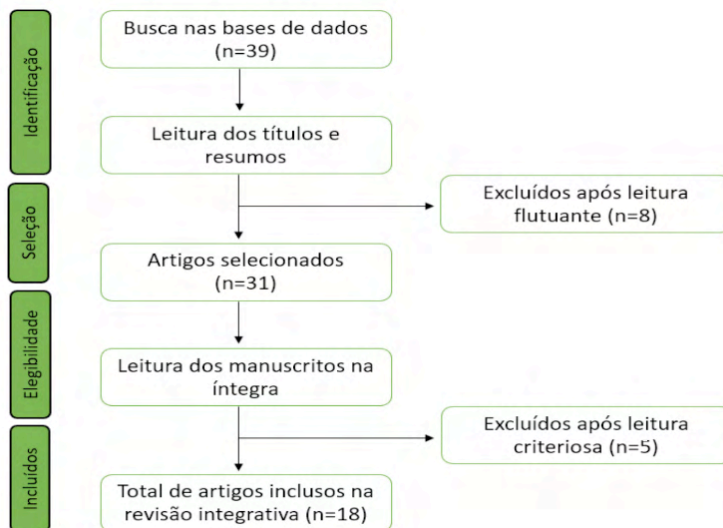 Identificação
Busca nas bases de dados
(n=39)
Leitura dos títulos e
resumos
Seleção
Excluídos após leitura
flutuante (n=8)
Artigos selecionados
(n=31)
Elegibilidade
Leitura dos manuscritos na
íntegra
Excluídos após leitura
criteriosa (n=5)
Incluídos
Total de artigos inclusos na
revisão integrativa (n=18)